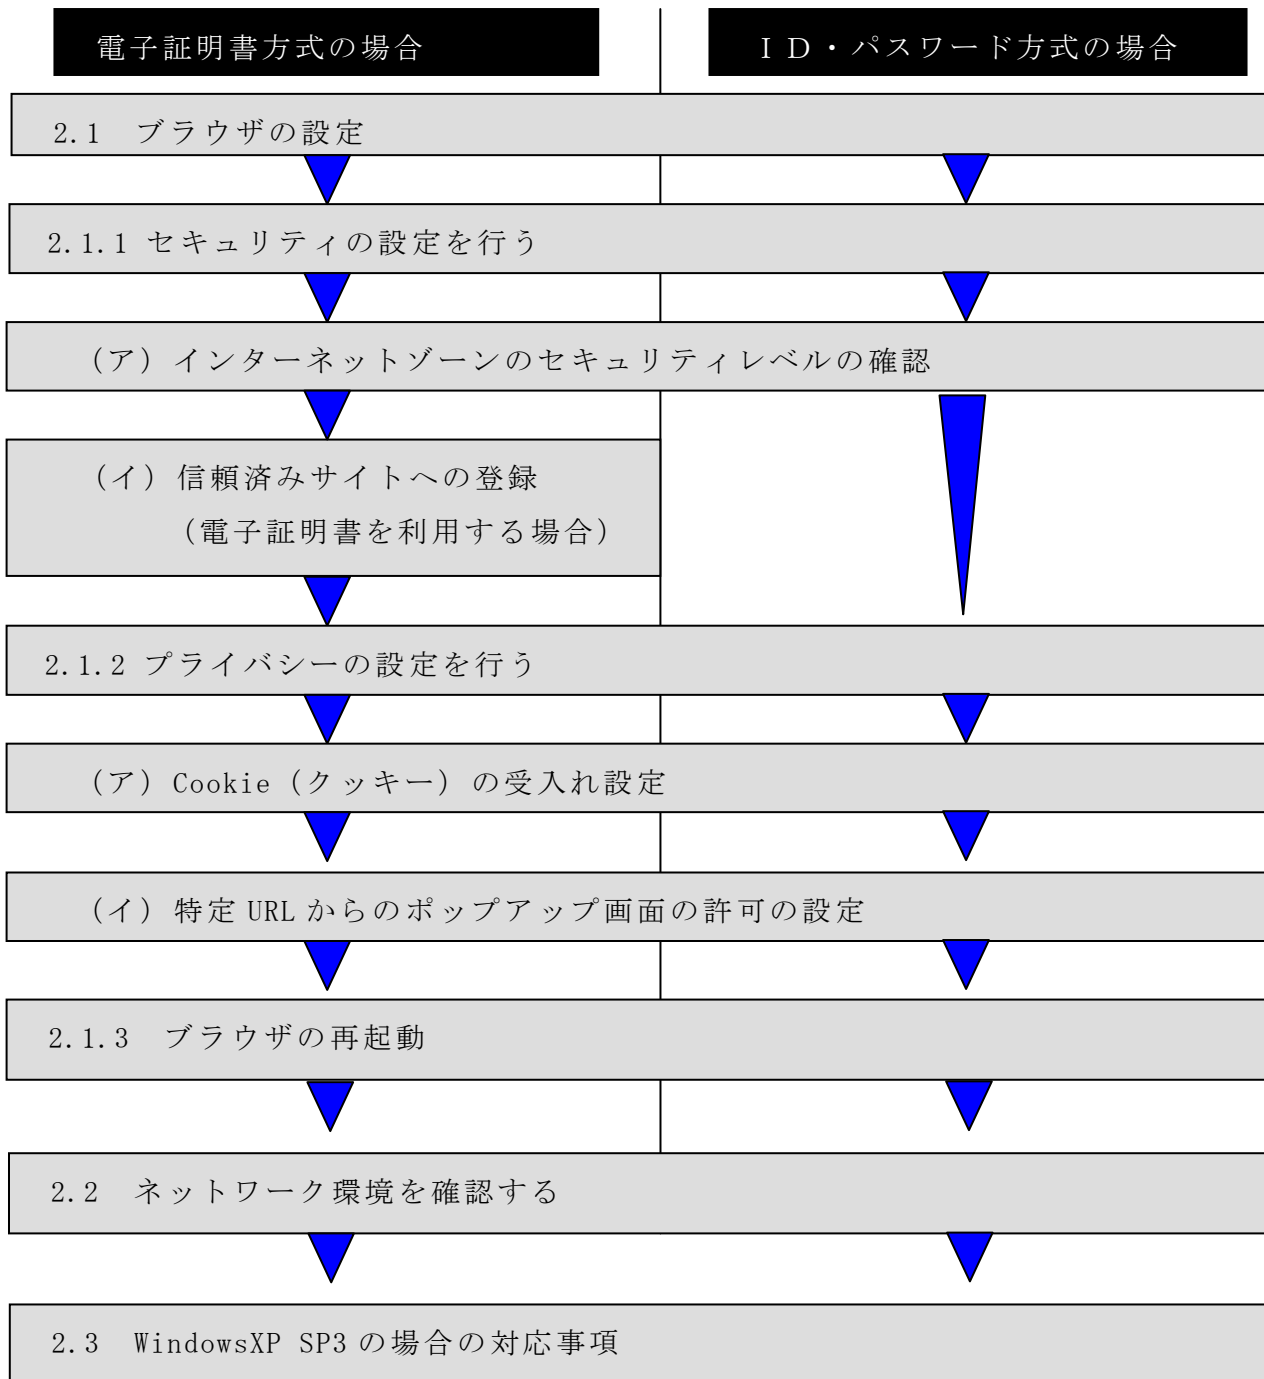 電子証明書方式の場合
ＩＤ・パスワード方式の場合
2.1　ブラウザの設定
2.1.1 セキュリティの設定を行う
（ア）インターネットゾーンのセキュリティレベルの確認
（イ）信頼済みサイトへの登録
（電子証明書を利用する場合）
2.1.2 プライバシーの設定を行う
（ア）Cookie（クッキー）の受入れ設定
（イ）特定 URL からのポップアップ画面の許可の設定
2.1.3　ブラウザの再起動
2.2　ネットワーク環境を確認する
2.3　WindowsXP SP3 の場合の対応事項